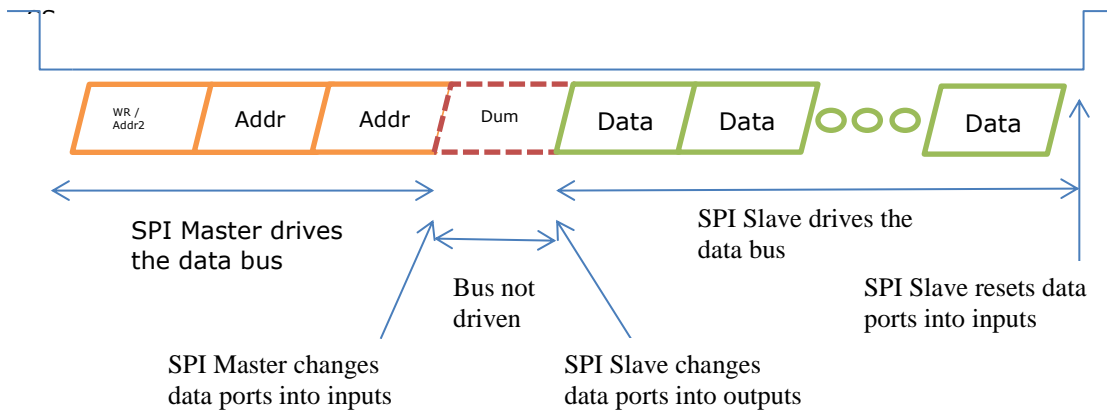 WR /
Addr2
Addr
Addr
Dum
Data
Data
Data
SPI Master drives
the data bus
Bus not
driven
SPI Slave drives the
data bus
SPI Slave resets data
ports into inputs
SPI Master changes
data ports into inputs
SPI Slave changes
data ports into outputs